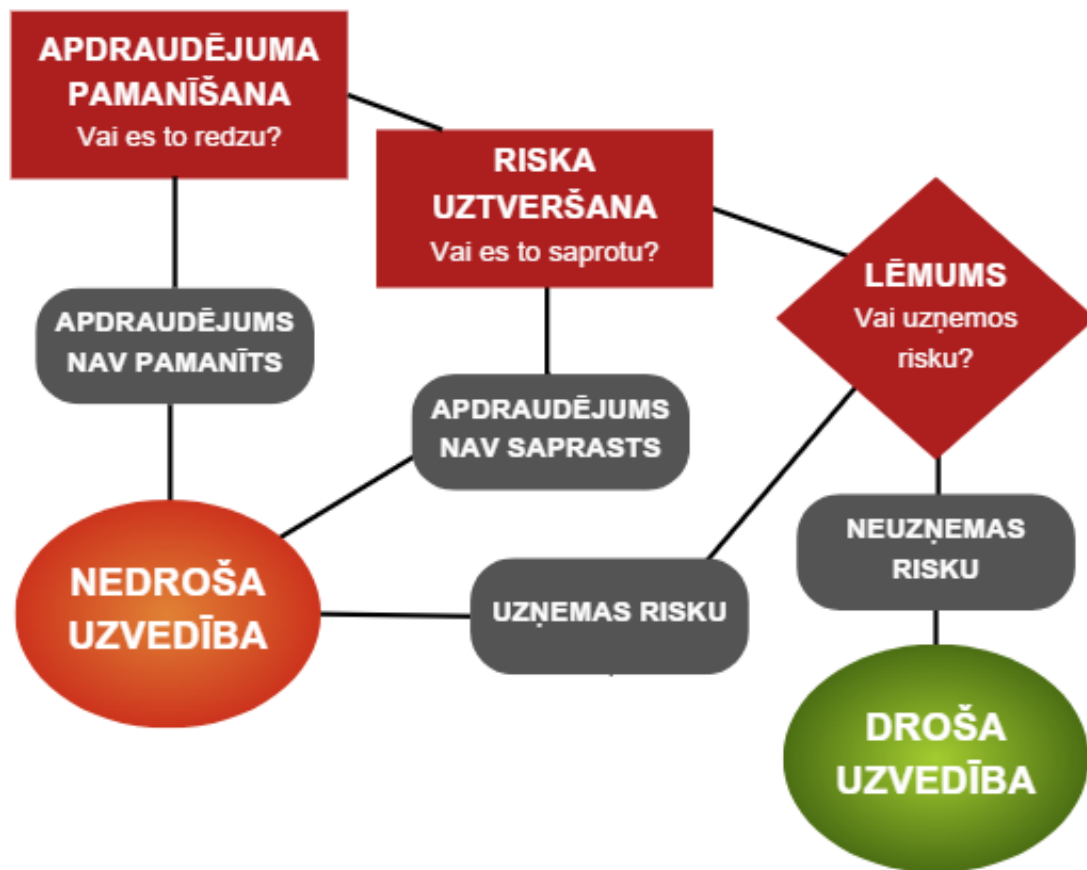 APDRAUDĒJUMA
PAMANĪŠANA
Vai es to redzu?
RISKA
UZTVERŠANA
Vai es to saprotu?
LĒMUMS
Vai uzņemos
risku?
APDRAUDĒJUMS
NAV PAMANĪTS
APDRAUDĒJUMS
NAV SAPRASTS
NEUZŅEMAS
RISKU
UZŅEMAS RISKU
NEDROŠA
UZVEDĪBA
DROŠA
UZVEDĪBA